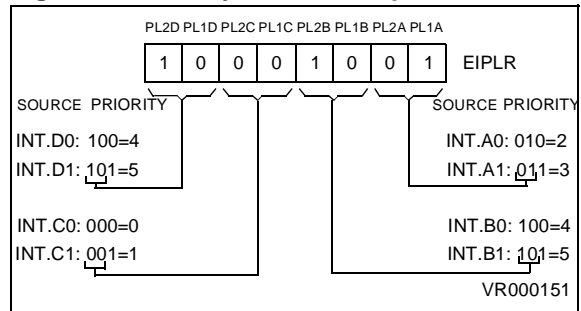 PL2D PL1D PL2C PL1C PL2B PL1B PL2A PL1A
1 0 0 0 1 0 0 1 EIPLR
SOURCE PRIORITY SOURCE PRIORITY
INT.D0: 100=4 INT.A0: 010=2
INT.D1: 101=5 INT.A1: 011=3
INT.C0: 000=0 INT.B0: 100=4
INT.C1: 001=1 INT.B1: 101=5
VR000151